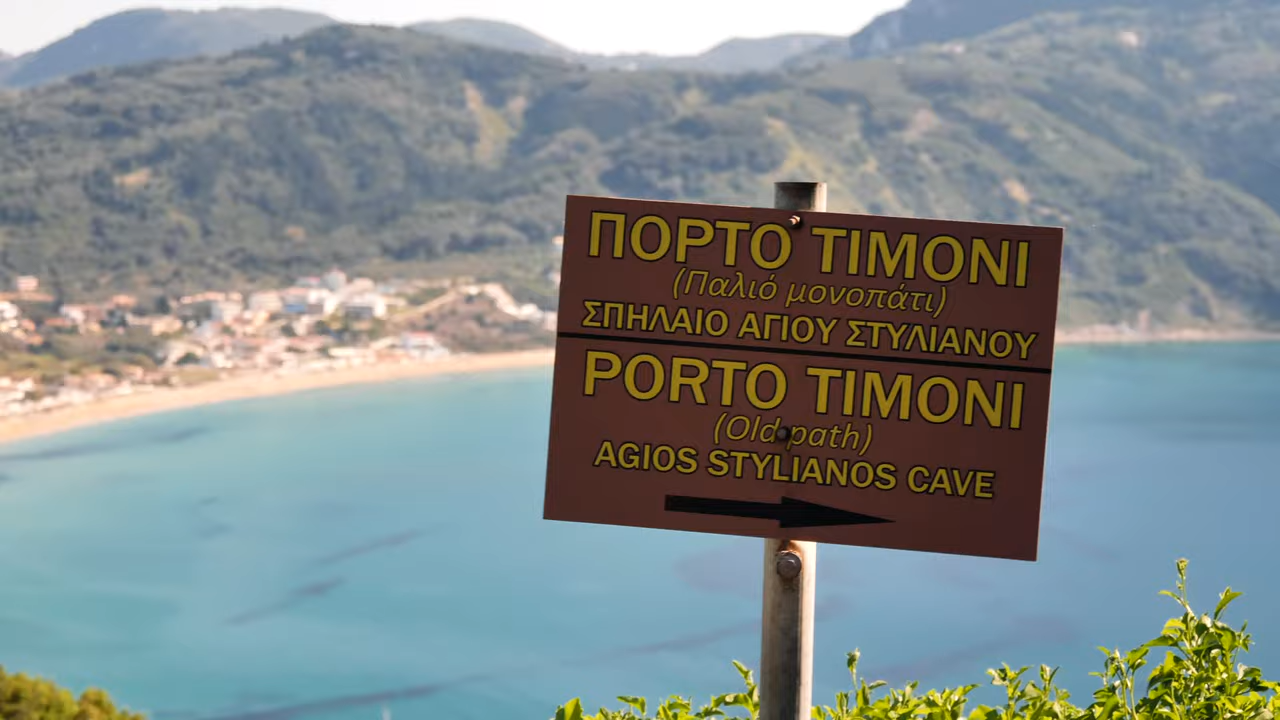 ΠΟΡΤΟ ΤΙΜΟΝΙ
(Παλιό μονοπάτι)
ΣΠΗΛΑΙΟ ΑΓΙΟΥ ΣΤΥΛΙΑΝΟΥ
PORTO TIMONI
(Old path)
AGIOS STYLIANOS CAVE